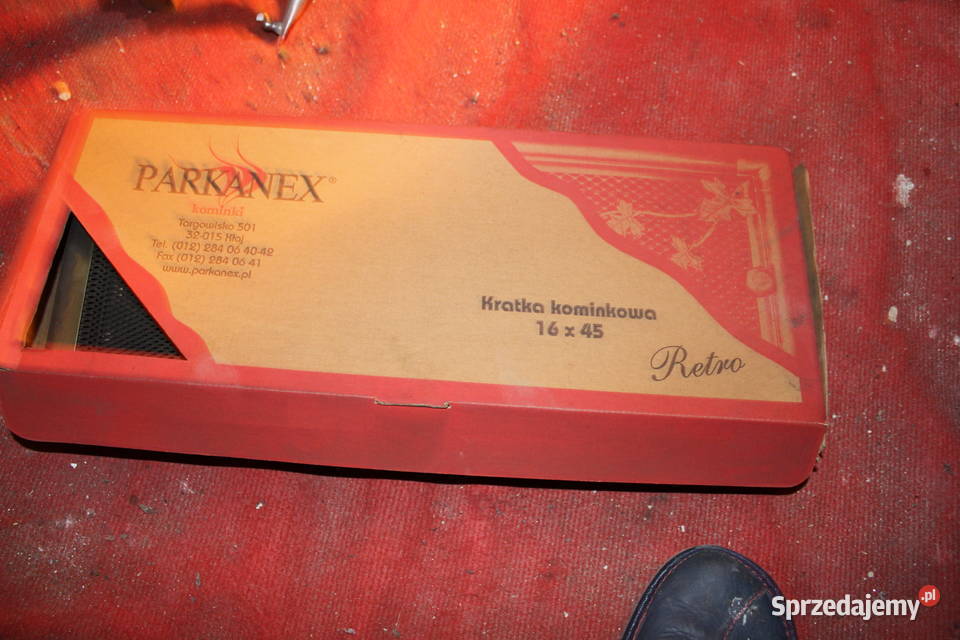 PARKANEX®
kominki
Targowisko 501
32-015 Kłaj
Tel. (012) 284 06 40-42
Fax (012) 284 06 41
www.parkanex.pl
Kratka kominkowa
16 x 45
Retro
Sprzedajemy.pl